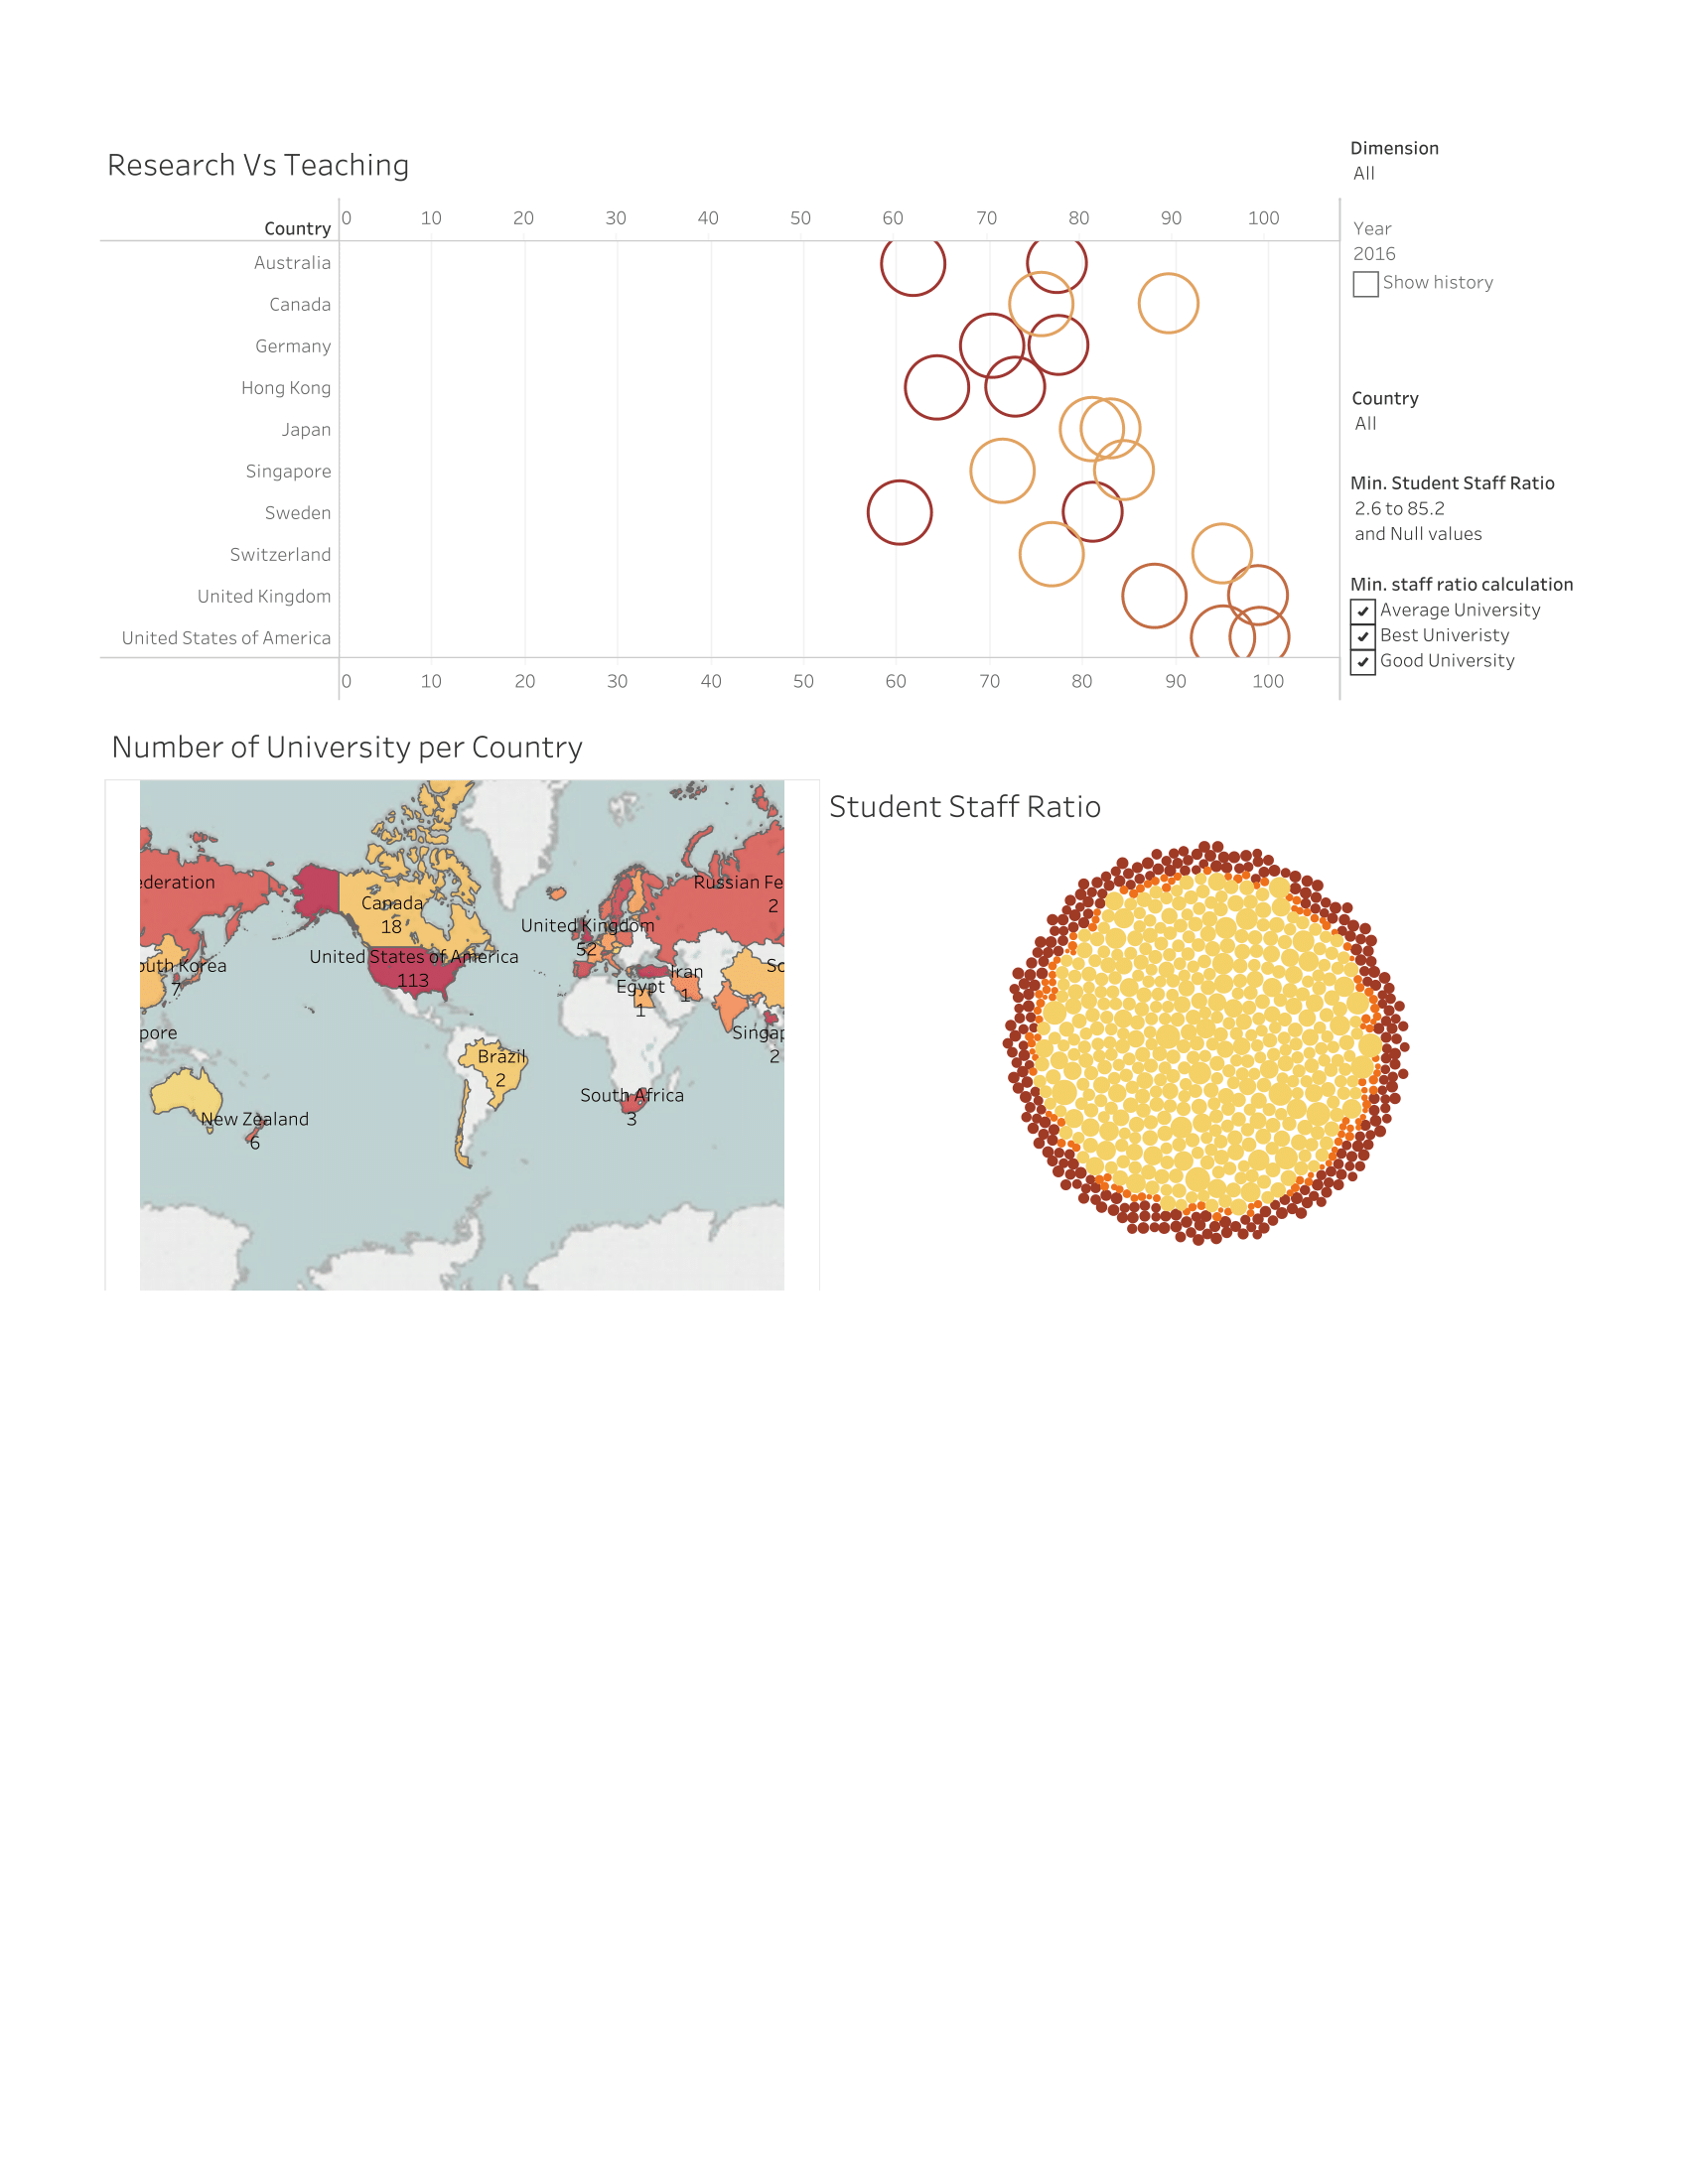 Research Vs Teaching
Country
0 10 20 30 40 50 60 70 80 90 100
Australia
Canada
Germany
Hong Kong
Japan
Singapore
Sweden
Switzerland
United Kingdom
United States of America
0 10 20 30 40 50 60 70 80 90 100
Dimension
All
Year
2016
Show history
Country
All
Min. Student Staff Ratio
2.6 to 85.2
and Null values
Min. staff ratio calculation
Average University
Best Univeristy
Good University
Number of University per Country
ederation
Canada
18
Russian Fe
2
United Kingdom
52
United States of America
113
outh Korea
7
Iran
1
Egypt
1
So
pore
Singap
2
Brazil
2
South Africa
3
New Zealand
6
Student Staff Ratio